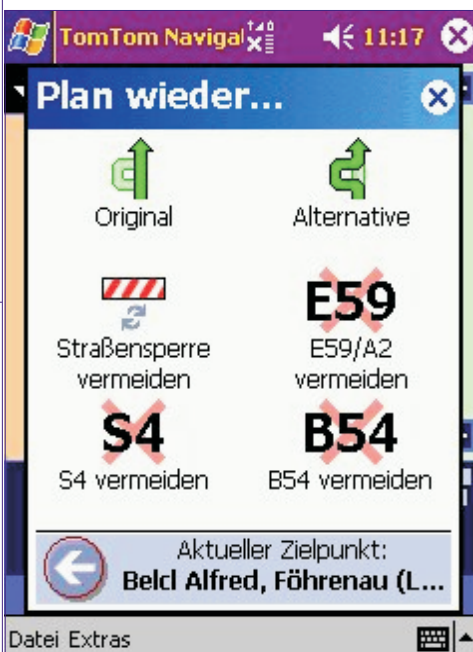 TomTom Navigat
11:17
Plan wieder...
Original
Alternative
Straßensperre
vermeiden
E59
E59/A2
vermeiden
S4
S4 vermeiden
B54
B54 vermeiden
Aktueller Zielpunkt:
Belcl Alfred, Föhrenau (L...
Datei Extras